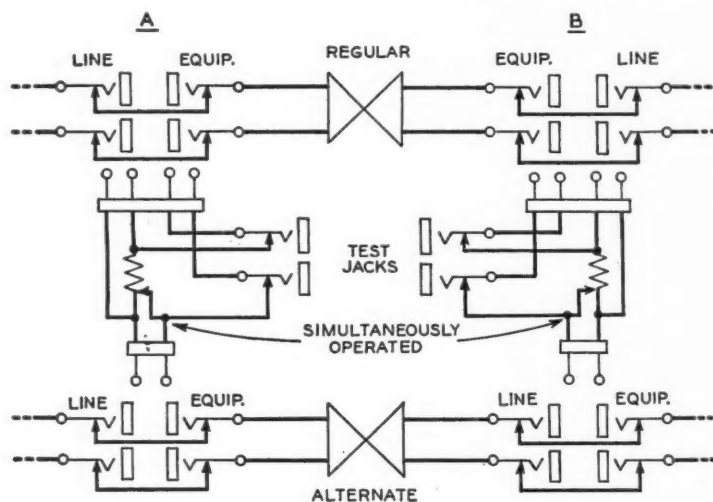 A
B
LINE
EQUIP.
REGULAR
EQUIP.
LINE
TEST
JACKS
SIMULTANEOUSLY
OPERATED
LINE
EQUIP.
LINE
EQUIP.
ALTERNATE